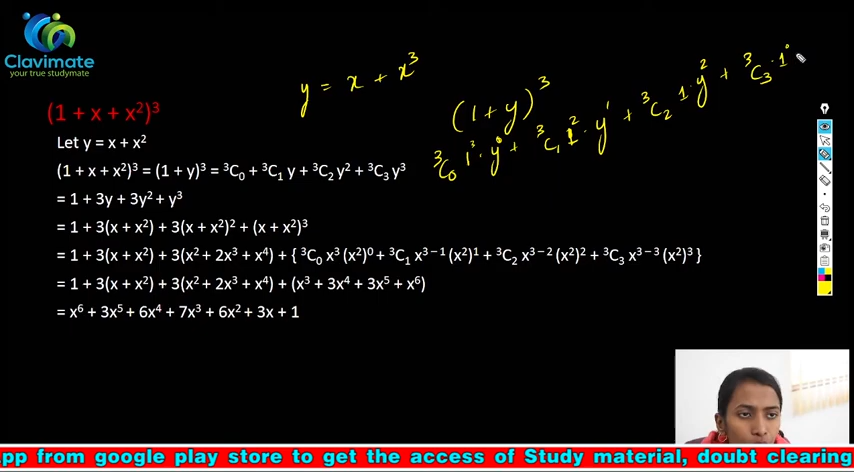 Clavimate
your true studymate
y = x + x³
(1 + y)³
³C₀ 1³ · y⁰ + ³C₁ 1² · y¹ + ³C₂ 1 · y² + ³C₃ · 1⁰
(1 + x + x²)³
Let y = x + x²
(1 + x + x²)³ = (1 + y)³ = ³C₀ + ³C₁ y + ³C₂ y² + ³C₃ y³
= 1 + 3y + 3y² + y³
= 1 + 3(x + x²) + 3(x + x²)² + (x + x²)³
= 1 + 3(x + x²) + 3(x² + 2x³ + x⁴) + { ³C₀ x³ (x²)⁰ + ³C₁ x³⁻¹ (x²)¹ + ³C₂ x³⁻² (x²)² + ³C₃ x³⁻³ (x²)³ }
= 1 + 3(x + x²) + 3(x² + 2x³ + x⁴) + (x³ + 3x⁴ + 3x⁵ + x⁶)
= x⁶ + 3x⁵ + 6x⁴ + 7x³ + 6x² + 3x + 1
pp from google play store to get the access of Study material, doubt clearing